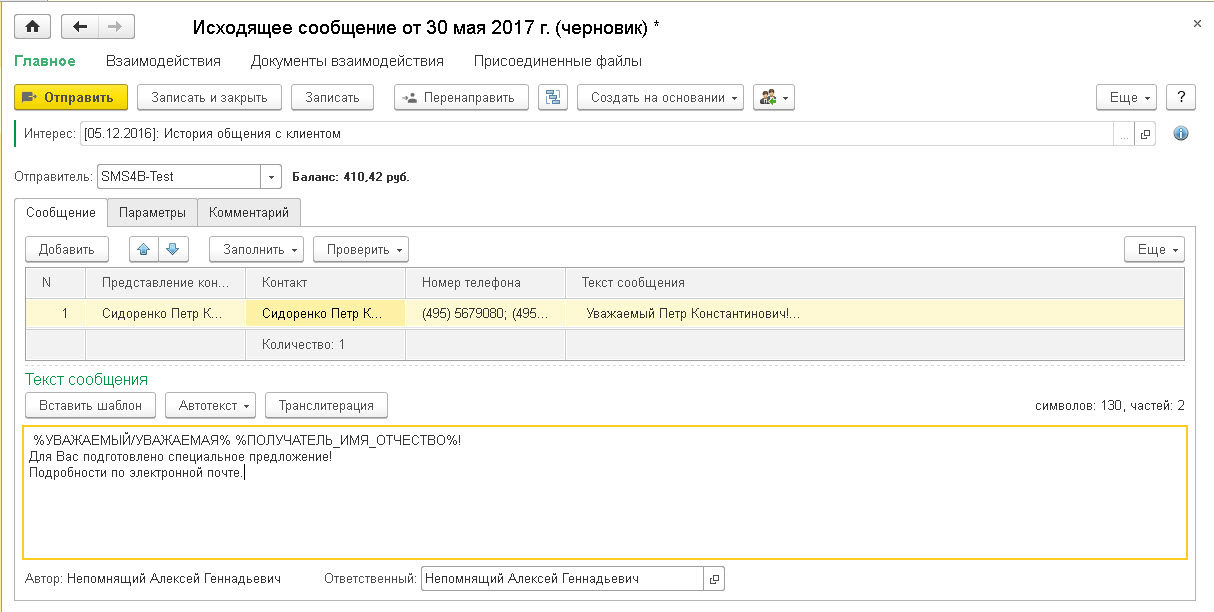 Исходящее сообщение от 30 мая 2017 г. (черновик) *
Главное Взаимодействия Документы взаимодействия Присоединенные файлы
Отправить Записать и закрыть Записать Перенаправить Создать на основании Еще ?
Интерес: [05.12.2016]: История общения с клиентом ...
Отправитель: SMS4B-Test Баланс: 410,42 руб.
Сообщение Параметры Комментарий
Добавить Заполнить Проверить Еще
N Представление кон... Контакт Номер телефона Текст сообщения
1 Сидоренко Петр К... Сидоренко Петр К... (495) 5679080; (495... Уважаемый Петр Константинович!...
Количество: 1
Текст сообщения
Вставить шаблон Автотекст Транслитерация символов: 130, частей: 2
%УВАЖАЕМЫЙ/УВАЖАЕМАЯ% %ПОЛУЧАТЕЛЬ_ИМЯ_ОТЧЕСТВО%!
Для Вас подготовлено специальное предложение!
Подробности по электронной почте.
Автор: Непомнящий Алексей Геннадьевич Ответственный: Непомнящий Алексей Геннадьевич